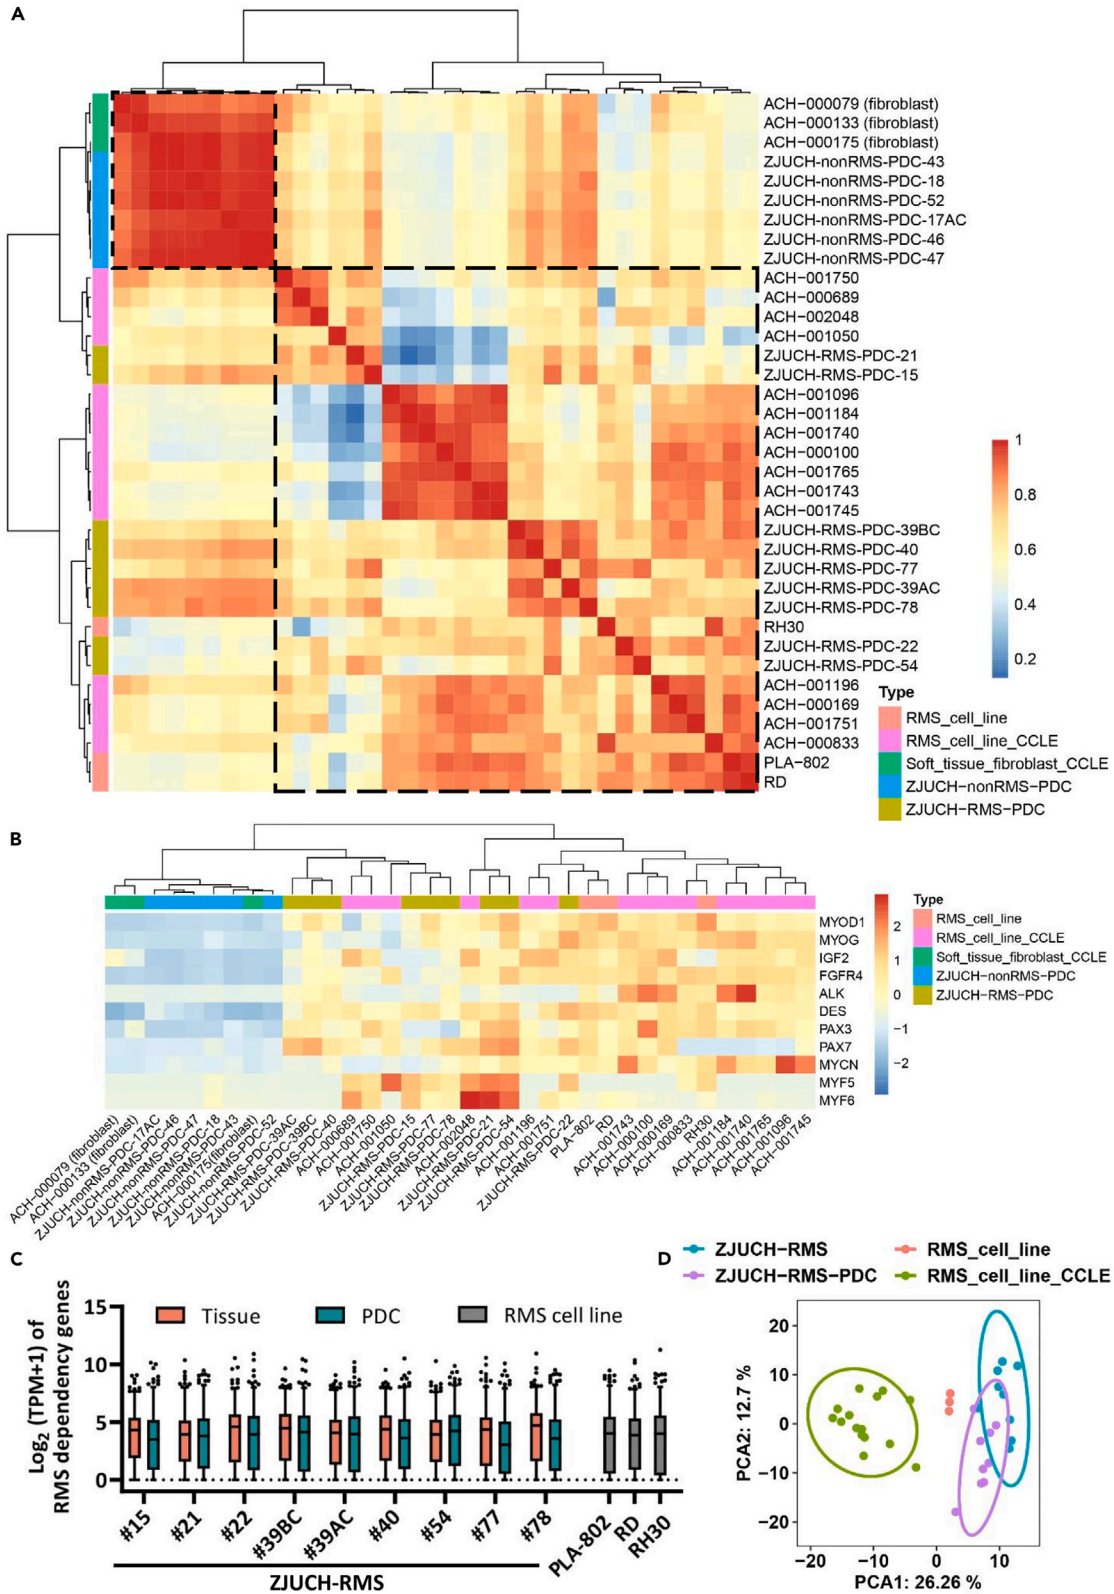 A
ACH−000079 (fibroblast)
ACH−000133 (fibroblast)
ACH−000175 (fibroblast)
ZJUCH−nonRMS−PDC−43
ZJUCH−nonRMS−PDC−18
ZJUCH−nonRMS−PDC−52
ZJUCH−nonRMS−PDC−17AC
ZJUCH−nonRMS−PDC−46
ZJUCH−nonRMS−PDC−47
ACH−001750
ACH−000689
ACH−002048
ACH−001050
ZJUCH−RMS−PDC−21
ZJUCH−RMS−PDC−15
ACH−001096
ACH−001184
ACH−001740
ACH−000100
ACH−001765
ACH−001743
ACH−001745
ZJUCH−RMS−PDC−39BC
ZJUCH−RMS−PDC−40
ZJUCH−RMS−PDC−77
ZJUCH−RMS−PDC−39AC
ZJUCH−RMS−PDC−78
RH30
ZJUCH−RMS−PDC−22
ZJUCH−RMS−PDC−54
ACH−001196
ACH−000169
ACH−001751
ACH−000833
PLA−802
RD
1
0.8
0.6
0.4
0.2
Type
RMS_cell_line
RMS_cell_line_CCLE
Soft_tissue_fibroblast_CCLE
ZJUCH−nonRMS−PDC
ZJUCH−RMS−PDC
B
MYOD1
MYOG
IGF2
FGFR4
ALK
DES
PAX3
PAX7
MYCN
MYF5
MYF6
2
1
0
−1
−2
Type
RMS_cell_line
RMS_cell_line_CCLE
Soft_tissue_fibroblast_CCLE
ZJUCH−nonRMS−PDC
ZJUCH−RMS−PDC
ACH−000079 (fibroblast)
ACH−000133 (fibroblast)
ZJUCH−nonRMS−PDC−17AC
ZJUCH−nonRMS−PDC−46
ZJUCH−nonRMS−PDC−47
ZJUCH−nonRMS−PDC−18
ZJUCH−nonRMS−PDC−43
ACH−000175(fibroblast)
ZJUCH−nonRMS−PDC−52
ZJUCH−RMS−PDC−39AC
ZJUCH−RMS−PDC−39BC
ZJUCH−RMS−PDC−40
ACH−000689
ACH−001750
ACH−001050
ZJUCH−RMS−PDC−15
ZJUCH−RMS−PDC−77
ZJUCH−RMS−PDC−78
ACH−002048
ZJUCH−RMS−PDC−21
ZJUCH−RMS−PDC−54
ACH−001196
ACH−001751
ZJUCH−RMS−PDC−22
PLA−802
RD
ACH−001743
ACH−000100
ACH−000169
ACH−000833
RH30
ACH−001184
ACH−001740
ACH−001765
ACH−001096
ACH−001745
C
Log2 (TPM+1) of
RMS dependency genes
15
10
5
0
Tissue
PDC
RMS cell line
#15
#21
#22
#39BC
#39AC
#40
#54
#77
#78
PLA-802
RD
RH30
ZJUCH-RMS
D
ZJUCH−RMS
RMS_cell_line
ZJUCH−RMS−PDC
RMS_cell_line_CCLE
PCA2: 12.7 %
20
10
0
−10
−20
−20
−10
0
10
PCA1: 26.26 %